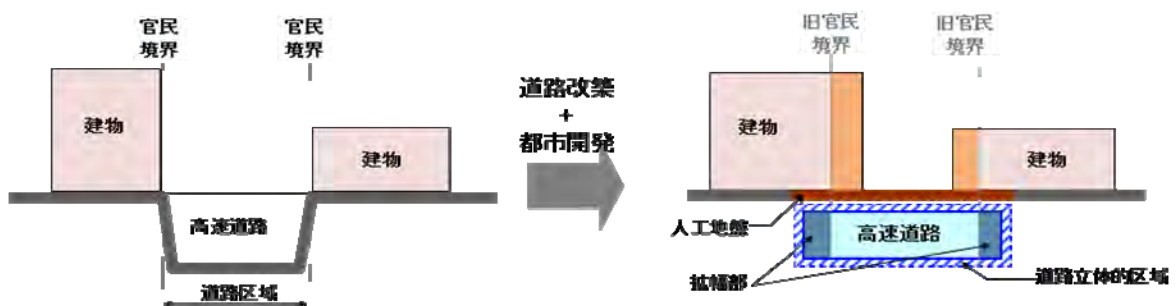 官民
境界
官民
境界
建物
建物
高速道路
道路区域
道路改築
+
都市開発
旧官民
境界
旧官民
境界
建物
建物
人工地盤
高速道路
拡幅部
道路立体的区域